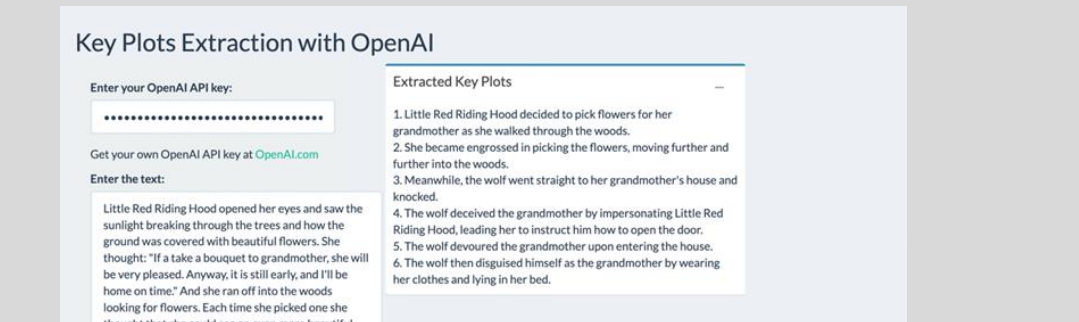 Key Plots Extraction with OpenAI
Enter your OpenAI API key:
Get your own OpenAI API key at OpenAI.com
Enter the text:
Little Red Riding Hood opened her eyes and saw the
sunlight breaking through the trees and how the
ground was covered with beautiful flowers. She
thought: "If a take a bouquet to grandmother, she will
be very pleased. Anyway, it is still early, and I'll be
home on time." And she ran off into the woods
looking for flowers. Each time she picked one she
Extracted Key Plots
1. Little Red Riding Hood decided to pick flowers for her
grandmother as she walked through the woods.
2. She became engrossed in picking the flowers, moving further and
further into the woods.
3. Meanwhile, the wolf went straight to her grandmother's house and
knocked.
4. The wolf deceived the grandmother by impersonating Little Red
Riding Hood, leading her to instruct him how to open the door.
5. The wolf devoured the grandmother upon entering the house.
6. The wolf then disguised himself as the grandmother by wearing
her clothes and lying in her bed.